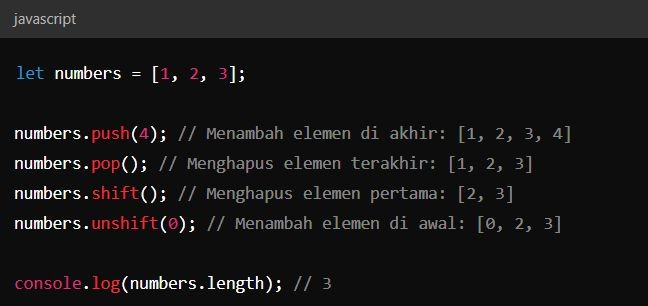 javascript
let numbers = [1, 2, 3];
numbers.push(4); // Menambah elemen di akhir: [1, 2, 3, 4]
numbers.pop(); // Menghapus elemen terakhir: [1, 2, 3]
numbers.shift(); // Menghapus elemen pertama: [2, 3]
numbers.unshift(0); // Menambah elemen di awal: [0, 2, 3]
console.log(numbers.length); // 3